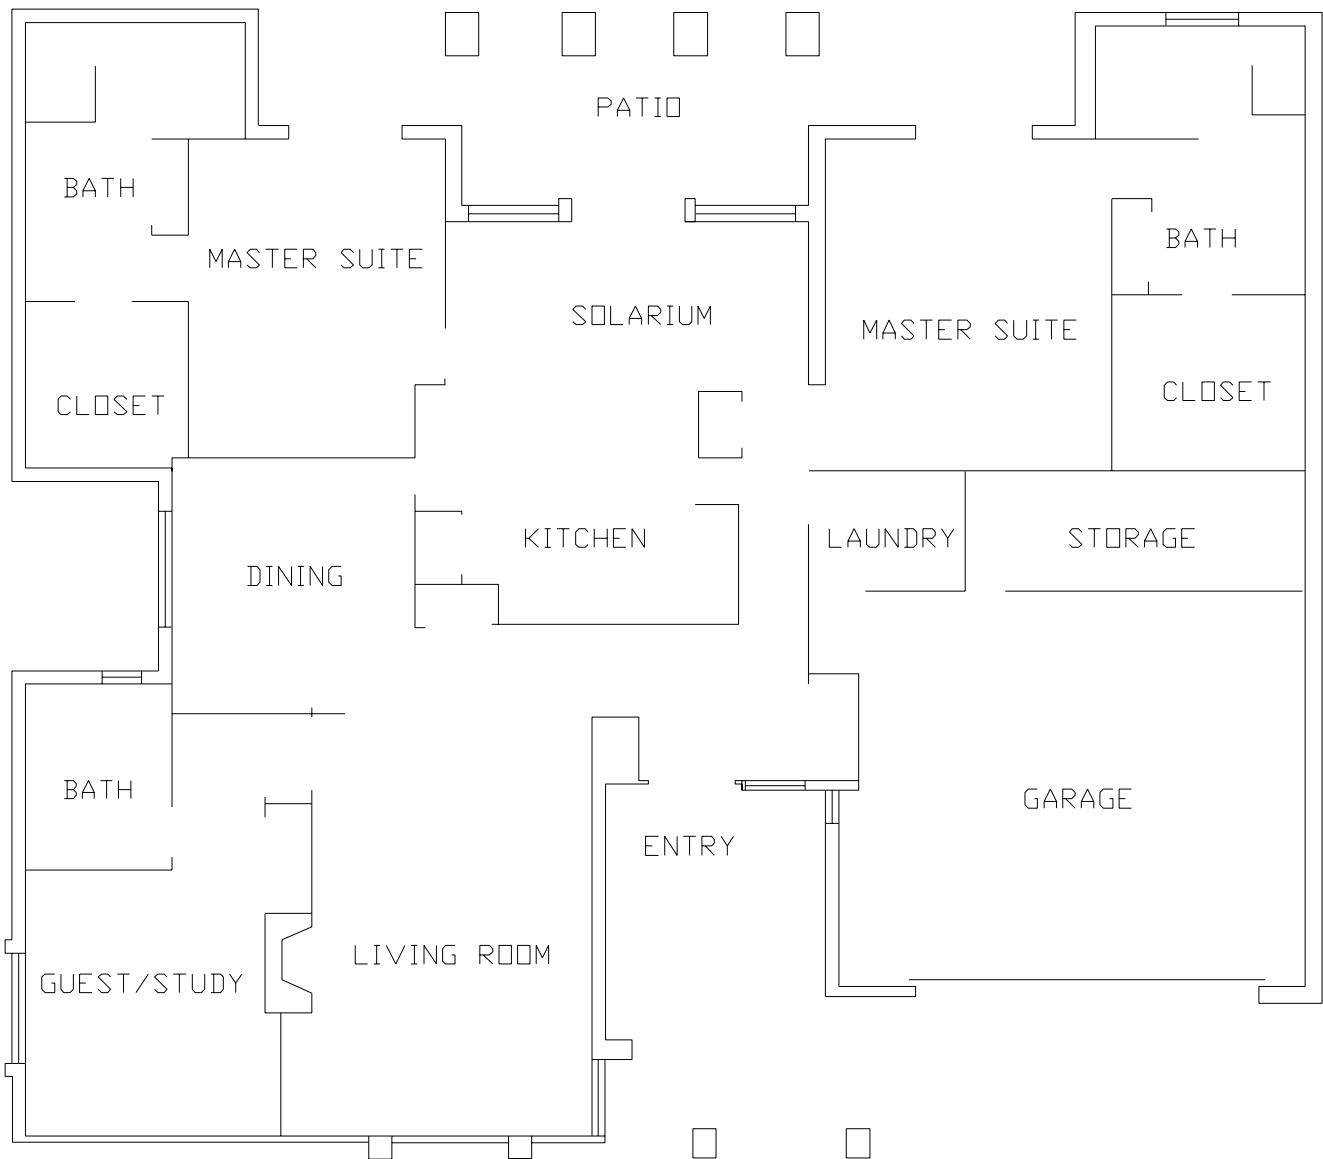 PATIO
BATH
BATH
MASTER SUITE
SOLARIUM
MASTER SUITE
CLOSET
CLOSET
KITCHEN
LAUNDRY
STORAGE
DINING
BATH
GARAGE
ENTRY
LIVING ROOM
GUEST/STUDY